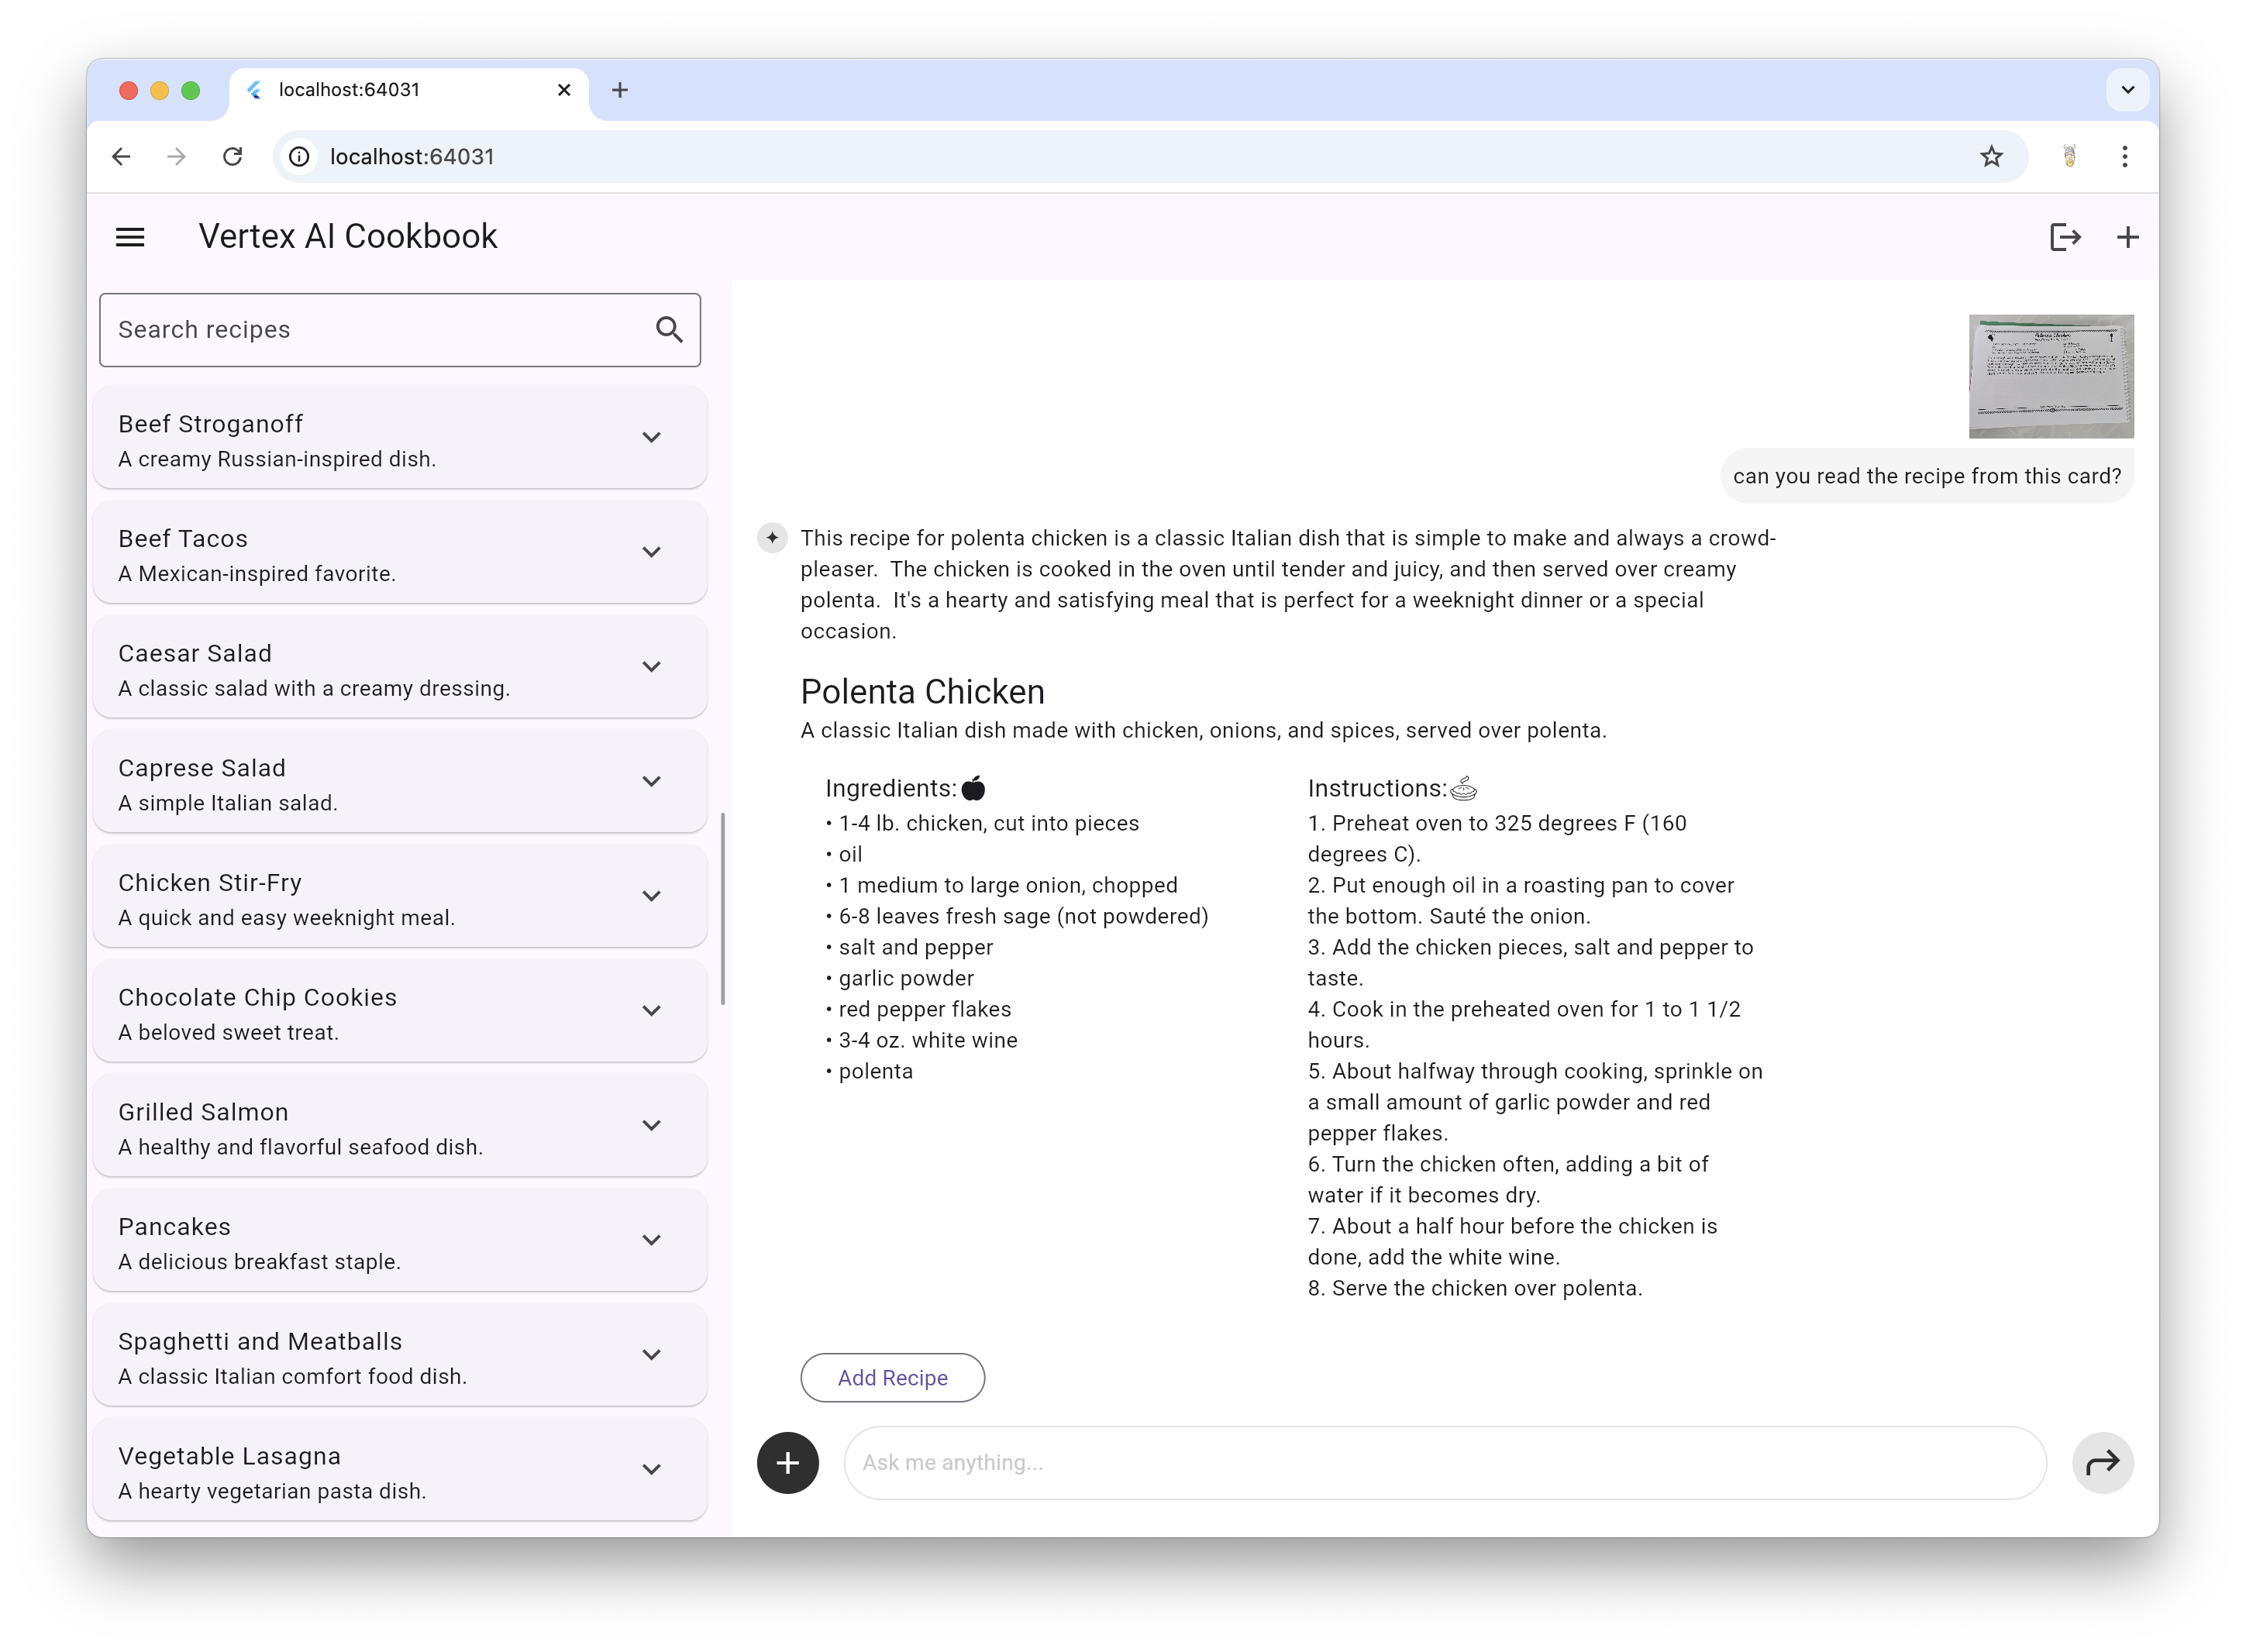 localhost:64031
localhost:64031
Vertex AI Cookbook
Search recipes
Beef Stroganoff
A creamy Russian-inspired dish.
Beef Tacos
A Mexican-inspired favorite.
Caesar Salad
A classic salad with a creamy dressing.
Caprese Salad
A simple Italian salad.
Chicken Stir-Fry
A quick and easy weeknight meal.
Chocolate Chip Cookies
A beloved sweet treat.
Grilled Salmon
A healthy and flavorful seafood dish.
Pancakes
A delicious breakfast staple.
Spaghetti and Meatballs
A classic Italian comfort food dish.
Vegetable Lasagna
A hearty vegetarian pasta dish.
can you read the recipe from this card?
This recipe for polenta chicken is a classic Italian dish that is simple to make and always a crowd-
pleaser.  The chicken is cooked in the oven until tender and juicy, and then served over creamy
polenta.  It's a hearty and satisfying meal that is perfect for a weeknight dinner or a special
occasion.
Polenta Chicken
A classic Italian dish made with chicken, onions, and spices, served over polenta.
Ingredients:
• 1-4 lb. chicken, cut into pieces
• oil
• 1 medium to large onion, chopped
• 6-8 leaves fresh sage (not powdered)
• salt and pepper
• garlic powder
• red pepper flakes
• 3-4 oz. white wine
• polenta
Instructions:
1. Preheat oven to 325 degrees F (160
degrees C).
2. Put enough oil in a roasting pan to cover
the bottom. Sauté the onion.
3. Add the chicken pieces, salt and pepper to
taste.
4. Cook in the preheated oven for 1 to 1 1/2
hours.
5. About halfway through cooking, sprinkle on
a small amount of garlic powder and red
pepper flakes.
6. Turn the chicken often, adding a bit of
water if it becomes dry.
7. About a half hour before the chicken is
done, add the white wine.
8. Serve the chicken over polenta.
Add Recipe
Ask me anything...